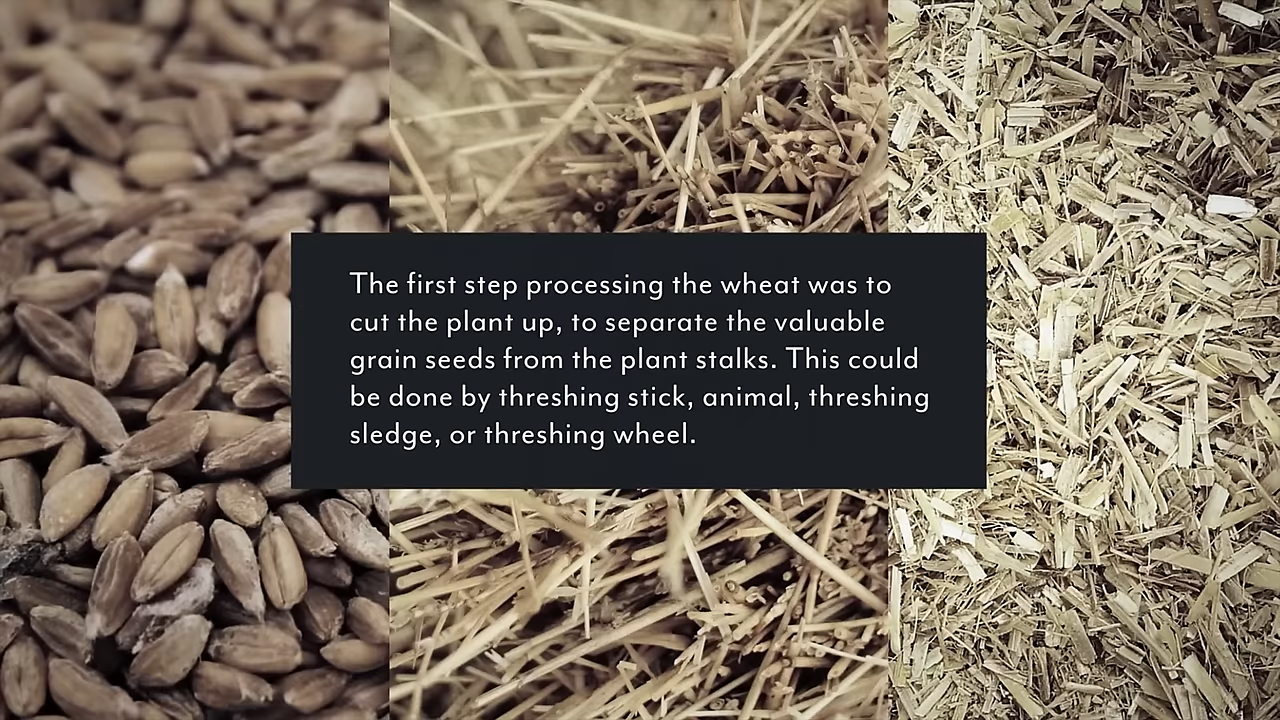 The first step processing the wheat was to
cut the plant up, to separate the valuable
grain seeds from the plant stalks. This could
be done by threshing stick, animal, threshing
sledge, or threshing wheel.